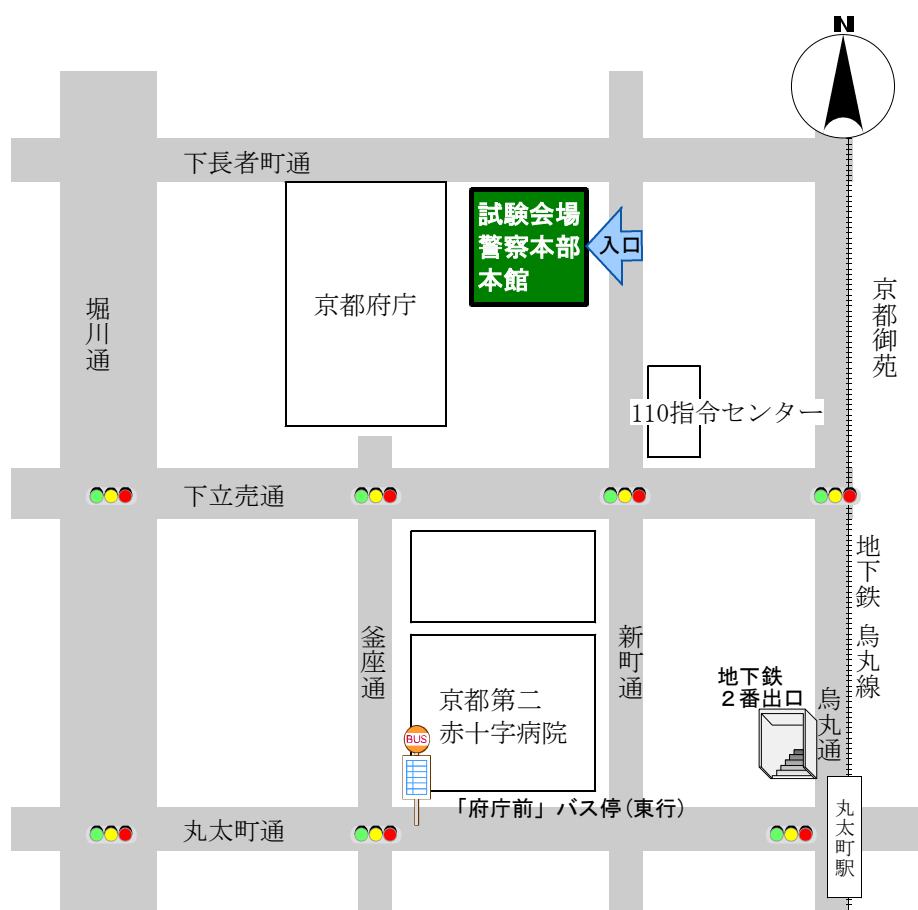 N
下長者町通
試験会場
警察本部
本館
入口
京都府庁
堀川通
京都御苑
110指令センター
下立売通
地下鉄 烏丸線
釜座通
新町通
地下鉄
２番出口
烏丸通
京都第二
赤十字病院
BUS
「府庁前」バス停(東行)
丸太町通
丸太町駅